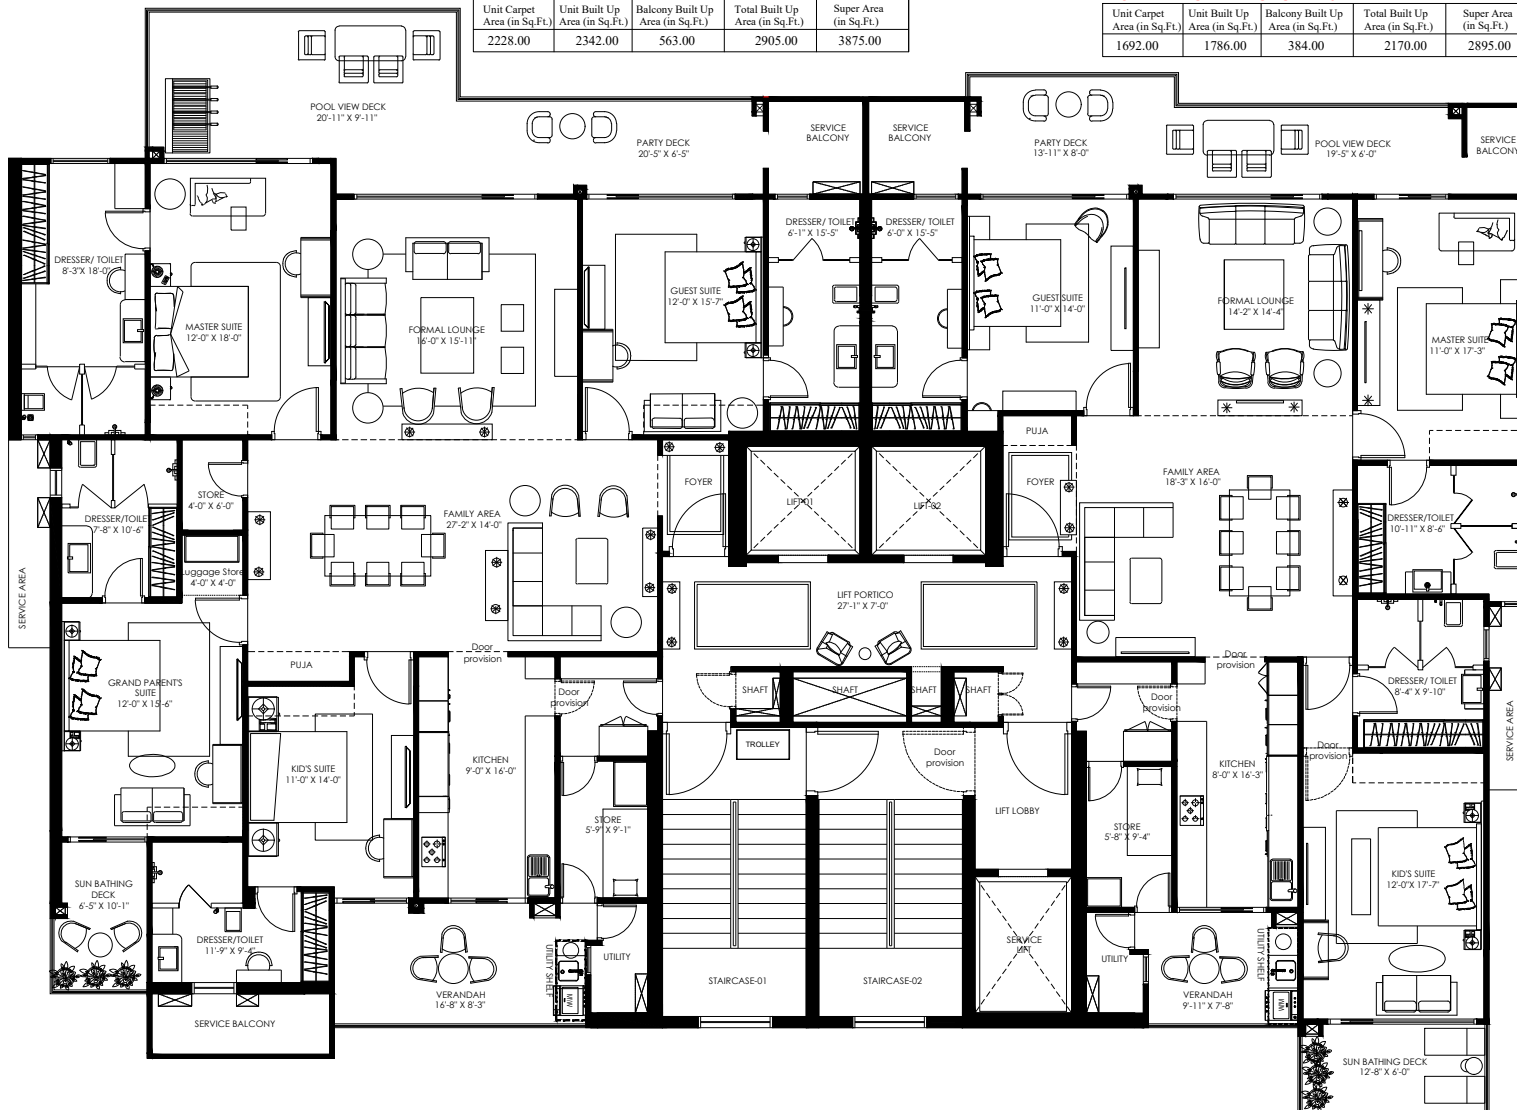 Unit Carpet
Area (in Sq.Ft.)
Unit Built Up
Area (in Sq.Ft.)
Balcony Built Up
Area (in Sq.Ft.)
Total Built Up
Area (in Sq.Ft.)
Super Area
(in Sq.Ft.)
2228.00
2342.00
563.00
2905.00
3875.00
Unit Carpet
Area (in Sq.Ft.)
Unit Built Up
Area (in Sq.Ft.)
Balcony Built Up
Area (in Sq.Ft.)
Total Built Up
Area (in Sq.Ft.)
Super Area
(in Sq.Ft.)
1692.00
1786.00
384.00
2170.00
2895.00
POOL VIEW DECK
20'-11" X 9'-11"
PARTY DECK
20'-5" X 6'-5"
SERVICE
BALCONY
SERVICE
BALCONY
PARTY DECK
13'-11" X 8'-0"
POOL VIEW DECK
19'-5" X 6'-0"
SERVICE
BALCONY
DRESSER/ TOILET
8'-3"X 18'-0"
MASTER SUITE
12'-0" X 18'-0"
FORMAL LOUNGE
16'-0" X 15'-11"
GUEST SUITE
12'-0" X 15'-7"
DRESSER/ TOILET
6'-1" X 15'-5"
DRESSER/ TOILET
6'-0" X 15'-5"
GUEST SUITE
11'-0" X 14'-0"
FORMAL LOUNGE
14'-2" X 14'-4"
MASTER SUITE
11'-0" X 17'-3"
STORE
4'-0" X 6'-0"
DRESSER/TOILET
7'-8" X 10'-6"
Luggage Store
4'-0" X 4'-0"
SERVICE AREA
FAMILY AREA
27'-2" X 14'-0"
FOYER
LIFT-01
LIFT-02
PUJA
FOYER
FAMILY AREA
18'-3" X 16'-0"
DRESSER/TOILET
10'-11" X 8'-6"
LIFT PORTICO
27'-1" X 7'-0"
PUJA
GRAND PARENT'S
SUITE
12'-0" X 15'-6"
Door
provision
Door
provision
SHAFT
SHAFT
SHAFT
SHAFT
Door
provision
Door
provision
DRESSER/ TOILET
8'-4" X 9'-10"
SERVICE AREA
KID'S SUITE
11'-0" X 14'-0"
KITCHEN
9'-0" X 16'-0"
TROLLEY
Door
provision
KITCHEN
8'-0" X 16'-3"
Door
provision
STORE
5'-9" X 9'-1"
LIFT LOBBY
STORE
5'-8" X 9'-4"
SUN BATHING
DECK
6'-5" X 10'-1"
KID'S SUITE
12'-0"X 17'-7"
DRESSER/TOILET
11'-9" X 9'-4"
UTILITY SHELF
UTILITY
SERVICE
LIFT
UTILITY
UTILITY SHELF
STAIRCASE-01
STAIRCASE-02
VERANDAH
16'-8" X 8'-3"
VERANDAH
9'-11" X 7'-8"
SERVICE BALCONY
SUN BATHING DECK
12'-8" X 6'-0"